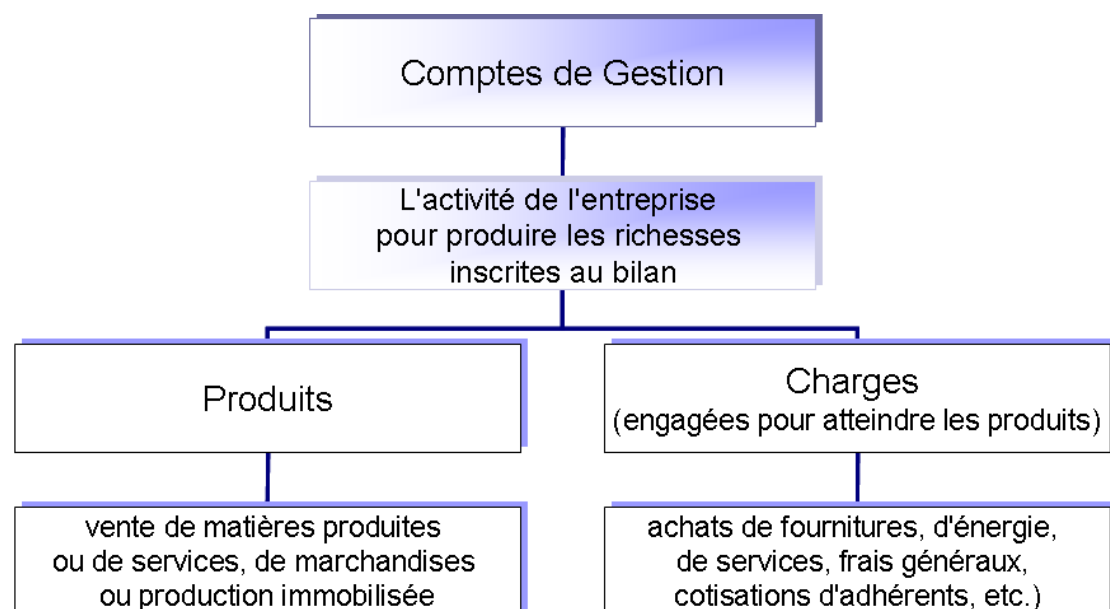 Comptes de Gestion
L'activité de l'entreprise
pour produire les richesses
inscrites au bilan
Produits
Charges
(engagées pour atteindre les produits)
vente de matières produites
ou de services, de marchandises
ou production immobilisée
achats de fournitures, d'énergie,
de services, frais généraux,
cotisations d'adhérents, etc.)